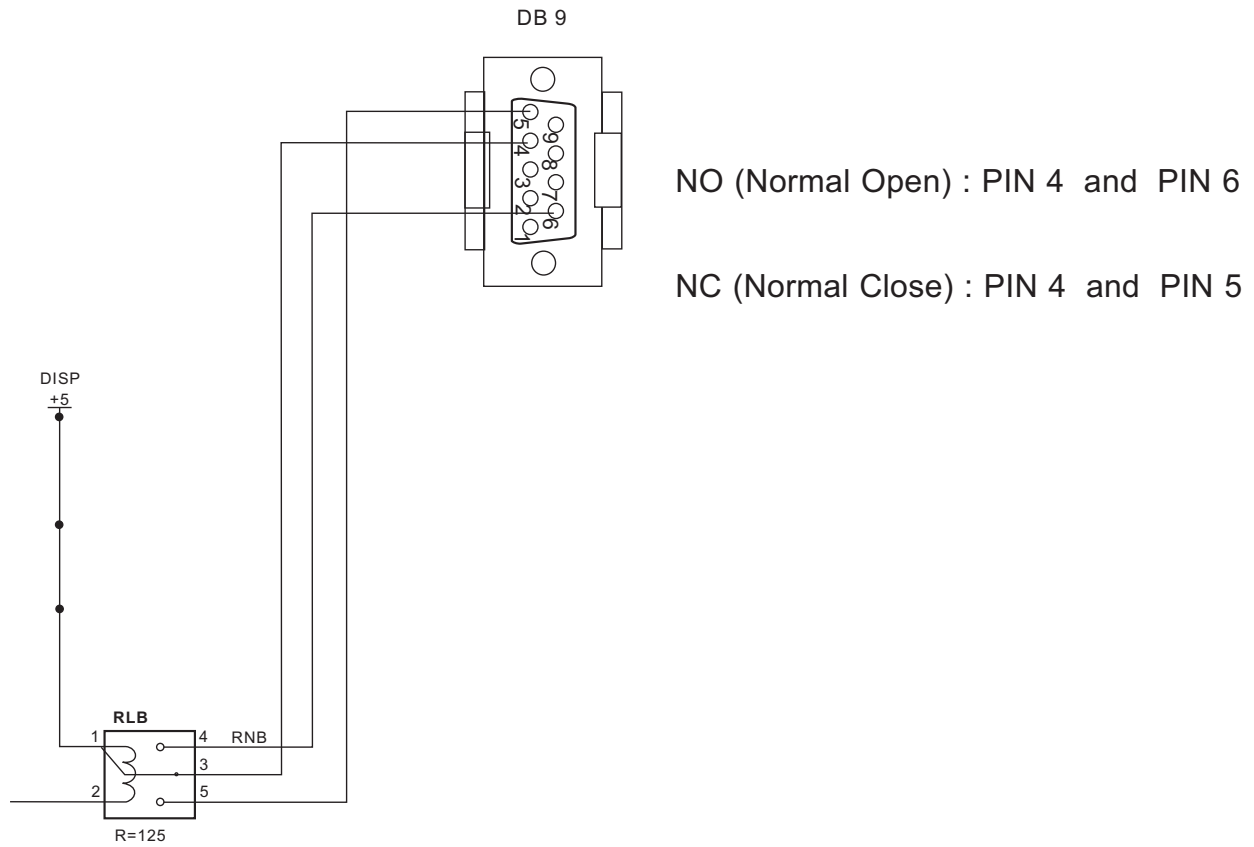 DB 9
5
9
4
8
3
7
2
6
1
NO (Normal Open) : PIN 4 and PIN 6
NC (Normal Close) : PIN 4 and PIN 5
DISP
+5
RLB
1
4 RNB
3
2
5
R=125